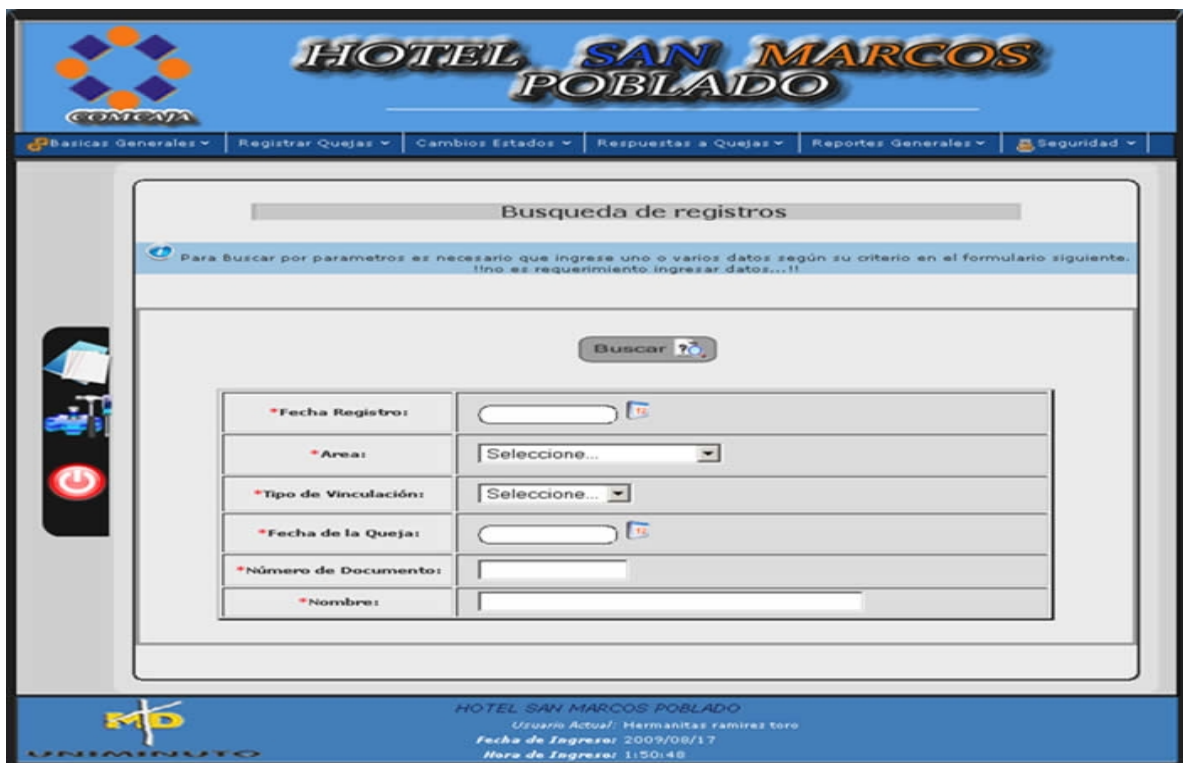 HOTEL SAN MARCOS
POBLADO
COMCAJA
Basicas Generales
Registrar Quejas
Cambios Estados
Respuestas a Quejas
Reportes Generales
Seguridad
Busqueda de registros
Para Buscar por parametros es necesario que ingrese uno o varios datos según su criterio en el formulario siguiente.
!!no es requerimiento ingresar datos...!!
Buscar
*Fecha Registro:
*Area: Seleccione...
*Tipo de Vinculación: Seleccione...
*Fecha de la Queja:
*Número de Documento:
*Nombre:
MD
UNIMINUTO
HOTEL SAN MARCOS POBLADO
Usuario Actual: Hermanitas ramirez toro
Fecha de Ingreso: 2009/08/17
Hora de Ingreso: 1:50:48